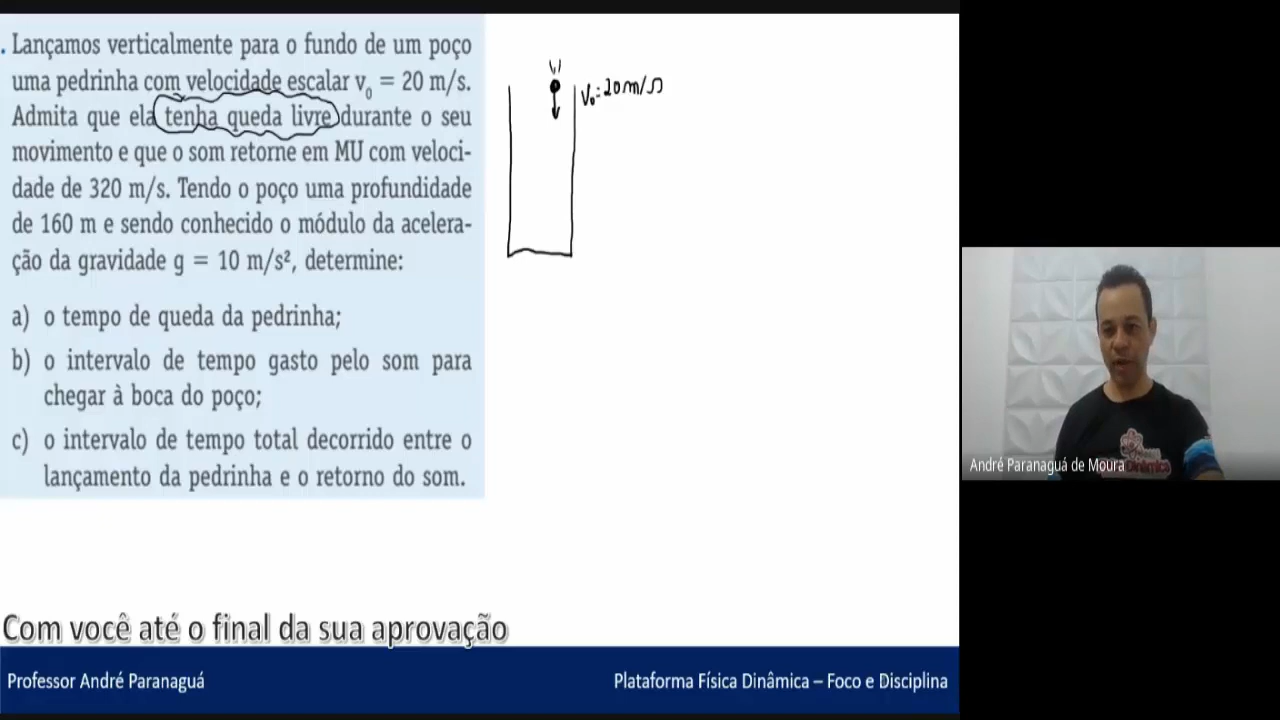 . Lançamos verticalmente para o fundo de um poço
uma pedrinha com velocidade escalar v₀ = 20 m/s.
Admita que ela tenha queda livre durante o seu
movimento e que o som retorne em MU com veloci-
dade de 320 m/s. Tendo o poço uma profundidade
de 160 m e sendo conhecido o módulo da acelera-
ção da gravidade g = 10 m/s², determine:
a) o tempo de queda da pedrinha;
b) o intervalo de tempo gasto pelo som para
chegar à boca do poço;
c) o intervalo de tempo total decorrido entre o
lançamento da pedrinha e o retorno do som.
V₀=20m/s
André Paranaguá de Moura
Dinâmica
Com você até o final da sua aprovação
Professor André Paranaguá
Plataforma Física Dinâmica – Foco e Disciplina